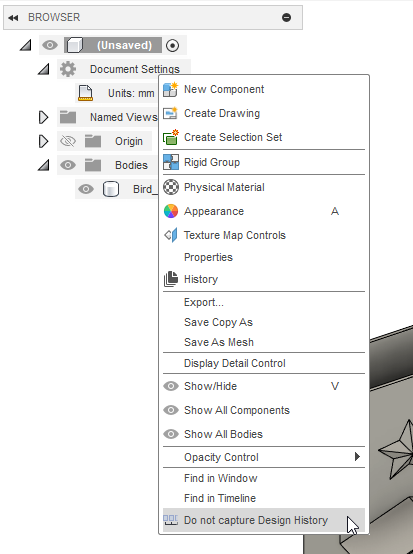 BROWSER
(Unsaved)
Document Settings
Units: mm
Named Views
Origin
Bodies
Bird_
New Component
Create Drawing
Create Selection Set
Rigid Group
Physical Material
Appearance A
Texture Map Controls
Properties
History
Export...
Save Copy As
Save As Mesh
Display Detail Control
Show/Hide V
Show All Components
Show All Bodies
Opacity Control
Find in Window
Find in Timeline
Do not capture Design History